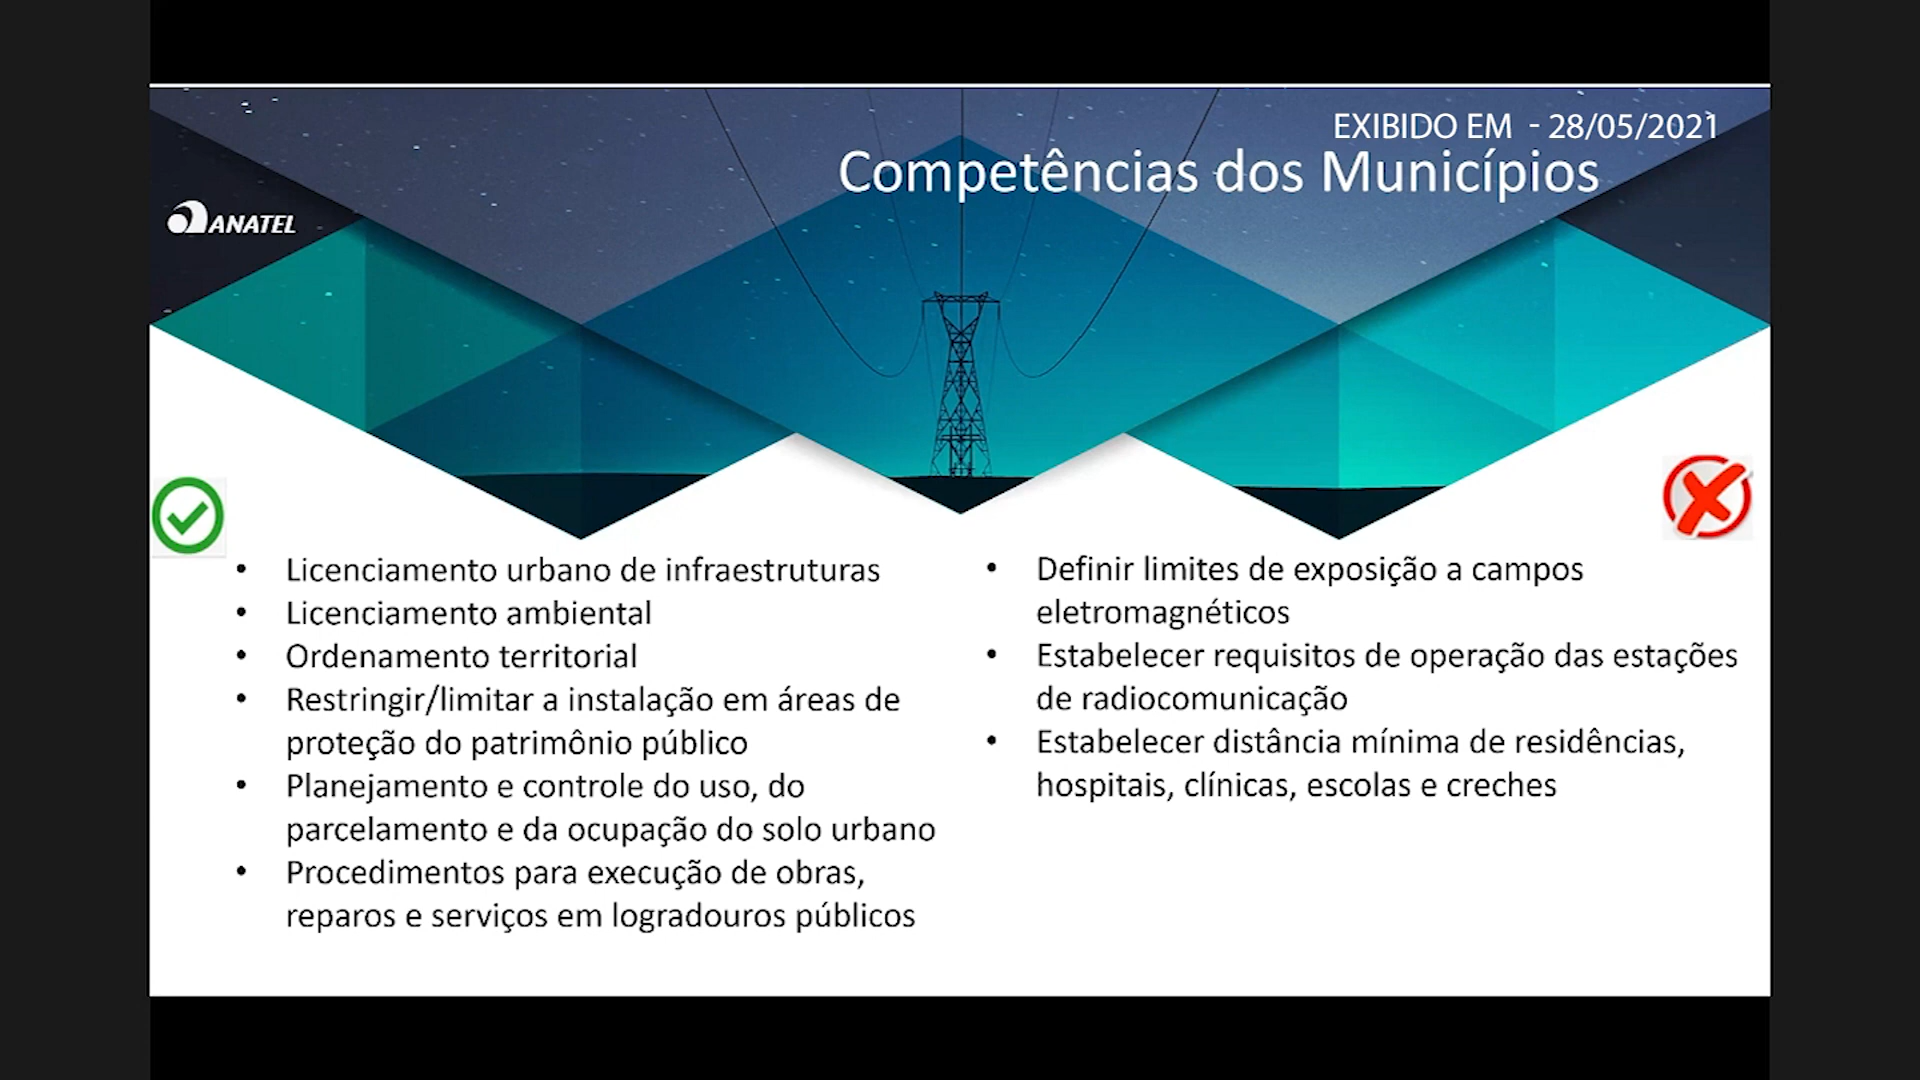 EXIBIDO EM - 28/05/2021
Competências dos Municípios
ANATEL
• Licenciamento urbano de infraestruturas
• Licenciamento ambiental
• Ordenamento territorial
• Restringir/limitar a instalação em áreas de
proteção do patrimônio público
• Planejamento e controle do uso, do
parcelamento e da ocupação do solo urbano
• Procedimentos para execução de obras,
reparos e serviços em logradouros públicos
• Definir limites de exposição a campos
eletromagnéticos
• Estabelecer requisitos de operação das estações
de radiocomunicação
• Estabelecer distância mínima de residências,
hospitais, clínicas, escolas e creches